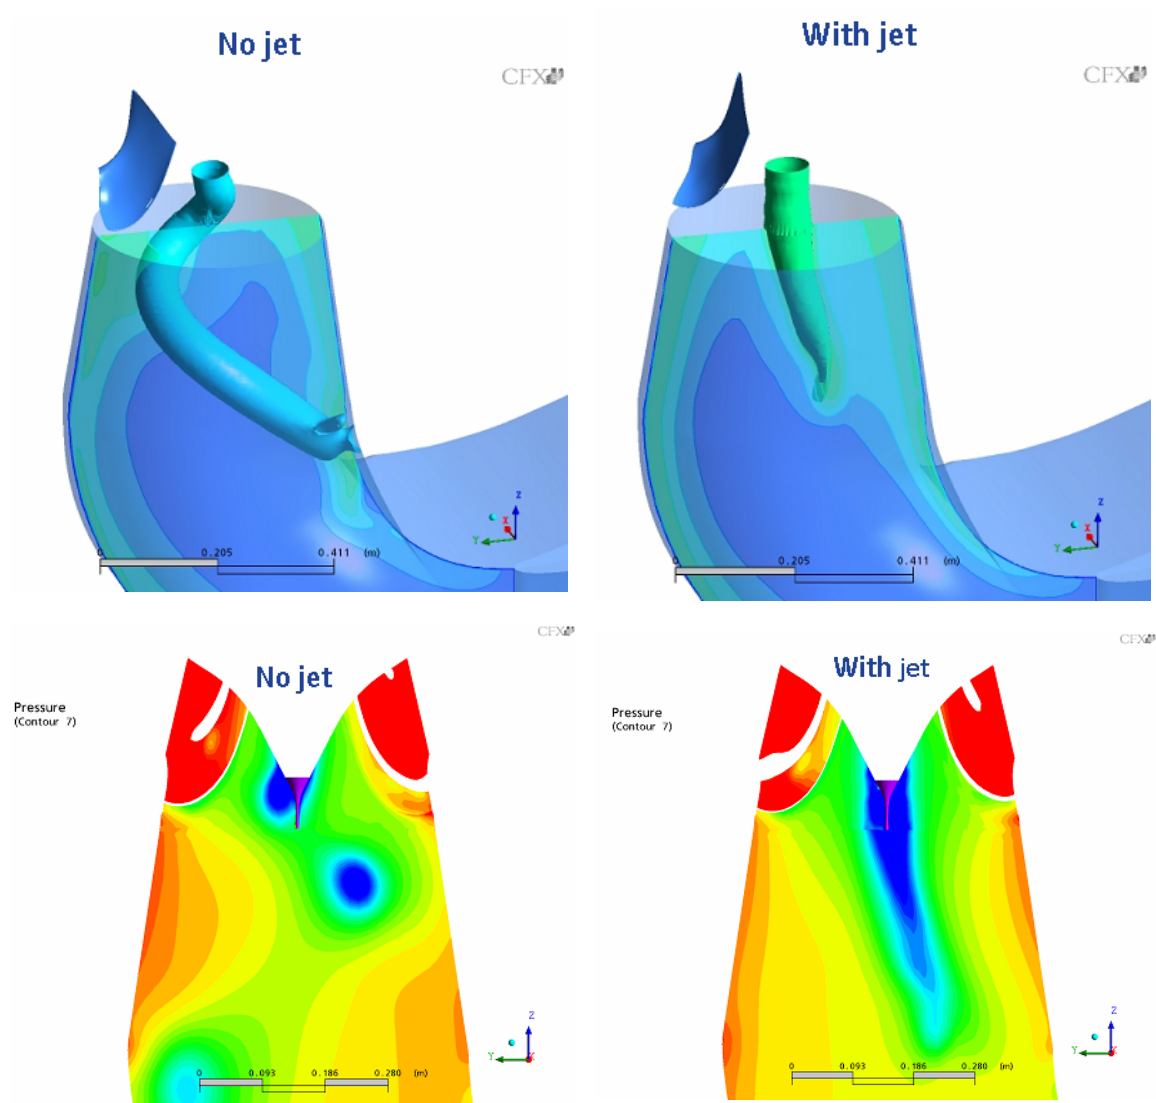 No jet
CFX
0 0.205 0.411 (m)
Z
X
Y
With jet
CFX
0 0.205 0.411 (m)
Z
X
Y
CFX
No jet
Pressure
(Contour 7)
0 0.093 0.186 0.280 (m)
Z
Y
X
CFX
With jet
Pressure
(Contour 7)
0 0.093 0.186 0.280 (m)
Z
Y
X